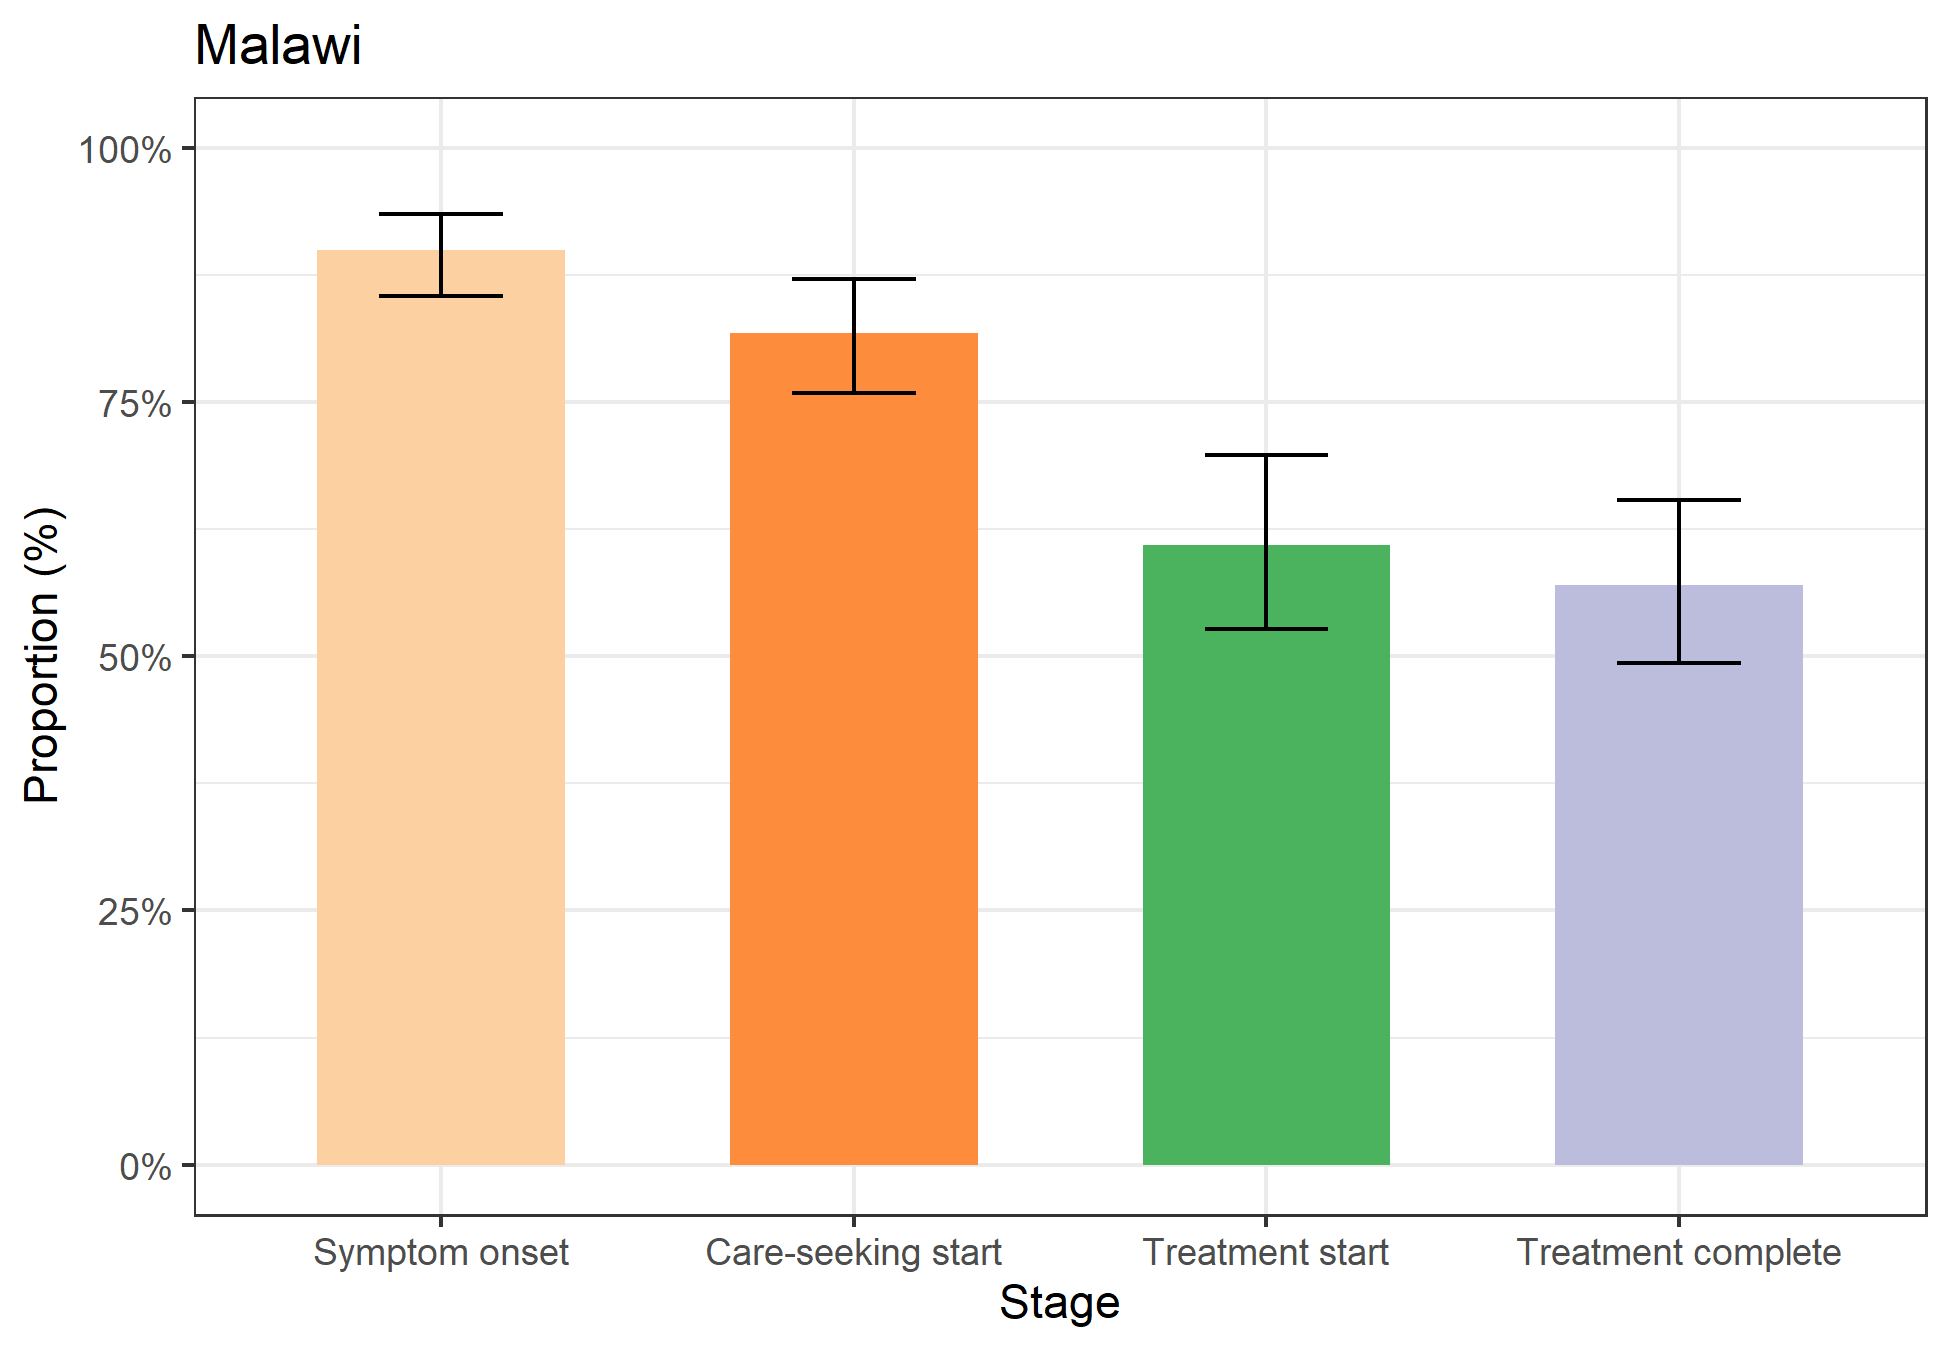 Malawi
100%
75%
50%
25%
0%
Proportion (%)
Symptom onset
Care-seeking start
Treatment start
Treatment complete
Stage